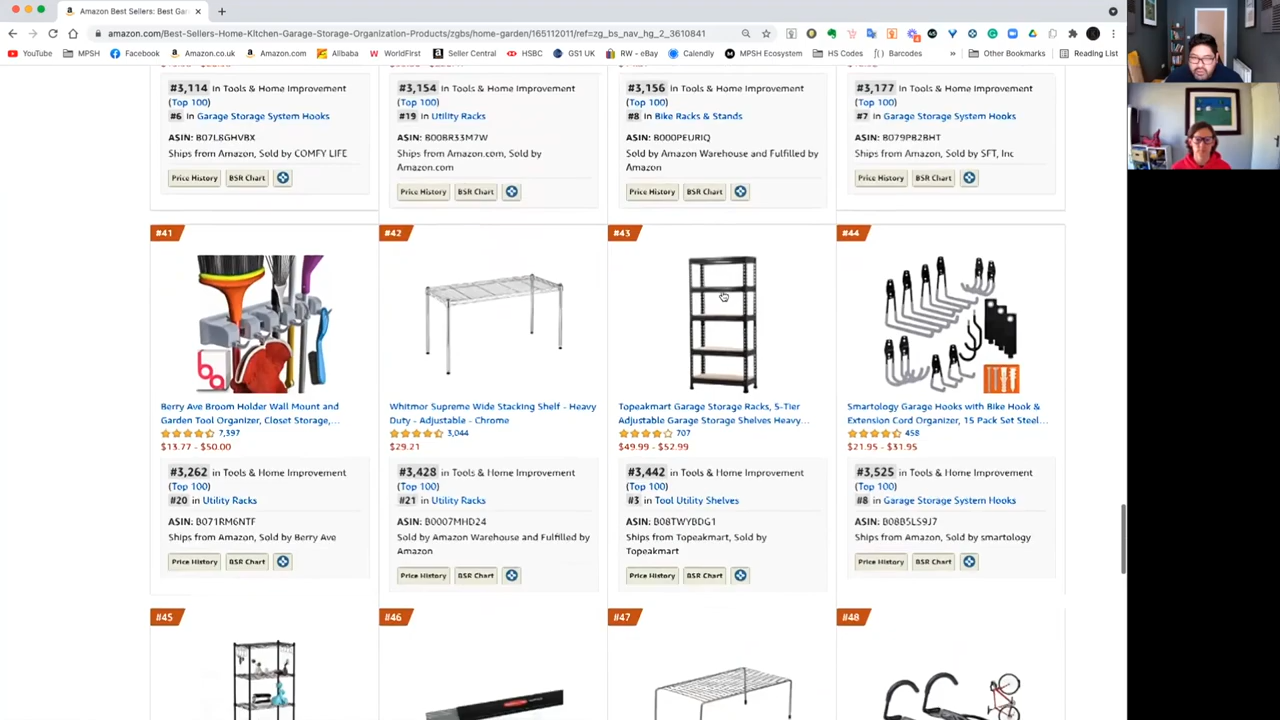 Amazon Best Sellers: Best Gar
amazon.com/Best-Sellers-Home-Kitchen-Garage-Storage-Organization-Products/zgbs/home-garden/165112011/ref=zg_bs_nav_hg_2_3610841
YouTube MPSH Facebook Amazon.co.uk Amazon.com Alibaba WorldFirst Seller Central HSBC GS1 UK RW - eBay Calendly MPSH Ecosystem HS Codes Barcodes » Other Bookmarks Reading List
#3,114 in Tools & Home Improvement
(Top 100)
#6 in Garage Storage System Hooks
ASIN: B07L8GHVBX
Ships from Amazon, Sold by COMFY LIFE
Price History BSR Chart
#3,154 in Tools & Home Improvement
(Top 100)
#19 in Utility Racks
ASIN: B008R33M7W
Ships from Amazon.com, Sold by
Amazon.com
Price History BSR Chart
#3,156 in Tools & Home Improvement
(Top 100)
#8 in Bike Racks & Stands
ASIN: B000PEURIQ
Sold by Amazon Warehouse and Fulfilled by
Amazon
Price History BSR Chart
#3,177 in Tools & Home Improvement
(Top 100)
#7 in Garage Storage System Hooks
ASIN: B079P82BHT
Ships from Amazon, Sold by SFT, Inc
Price History BSR Chart
#41
Berry Ave Broom Holder Wall Mount and
Garden Tool Organizer, Closet Storage,...
7,397
$13.77 - $50.00
#3,262 in Tools & Home Improvement
(Top 100)
#20 in Utility Racks
ASIN: B071RM6NTF
Ships from Amazon, Sold by Berry Ave
Price History BSR Chart
#42
Whitmor Supreme Wide Stacking Shelf - Heavy
Duty - Adjustable - Chrome
3,044
$29.21
#3,428 in Tools & Home Improvement
(Top 100)
#21 in Utility Racks
ASIN: B0007MHD24
Sold by Amazon Warehouse and Fulfilled by
Amazon
Price History BSR Chart
#43
Topeakmart Garage Storage Racks, 5-Tier
Adjustable Garage Storage Shelves Heavy...
707
$49.99 - $52.99
#3,442 in Tools & Home Improvement
(Top 100)
#3 in Tool Utility Shelves
ASIN: B08TWYBDG1
Ships from Topeakmart, Sold by
Topeakmart
Price History BSR Chart
#44
Smartology Garage Hooks with Bike Hook &
Extension Cord Organizer, 15 Pack Set Steel...
458
$21.95 - $31.95
#3,525 in Tools & Home Improvement
(Top 100)
#8 in Garage Storage System Hooks
ASIN: B08B5LS9J7
Ships from Amazon, Sold by smartology
Price History BSR Chart
#45
#46
#47
#48